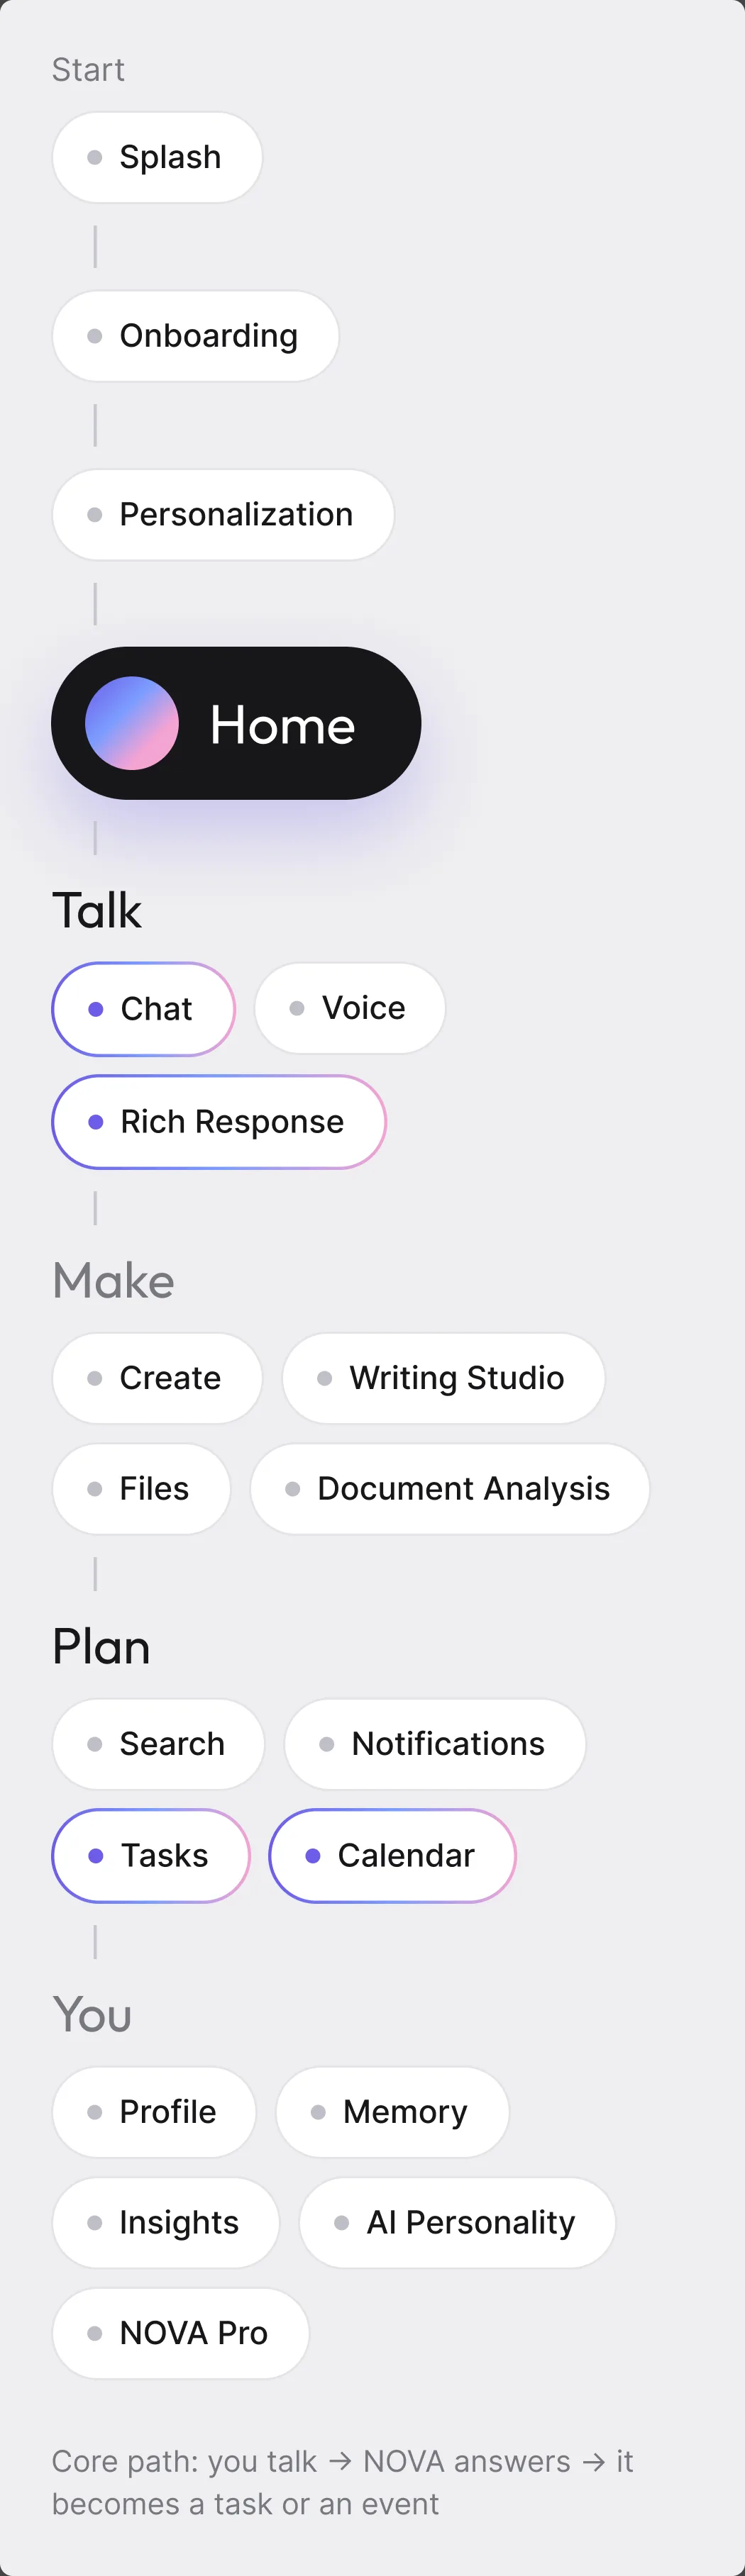 Start
Splash
Onboarding
Personalization
Home
Talk
Chat
Voice
Rich Response
Make
Create
Writing Studio
Files
Document Analysis
Plan
Search
Notifications
Tasks
Calendar
You
Profile
Memory
Insights
AI Personality
NOVA Pro
Core path: you talk → NOVA answers → it
becomes a task or an event